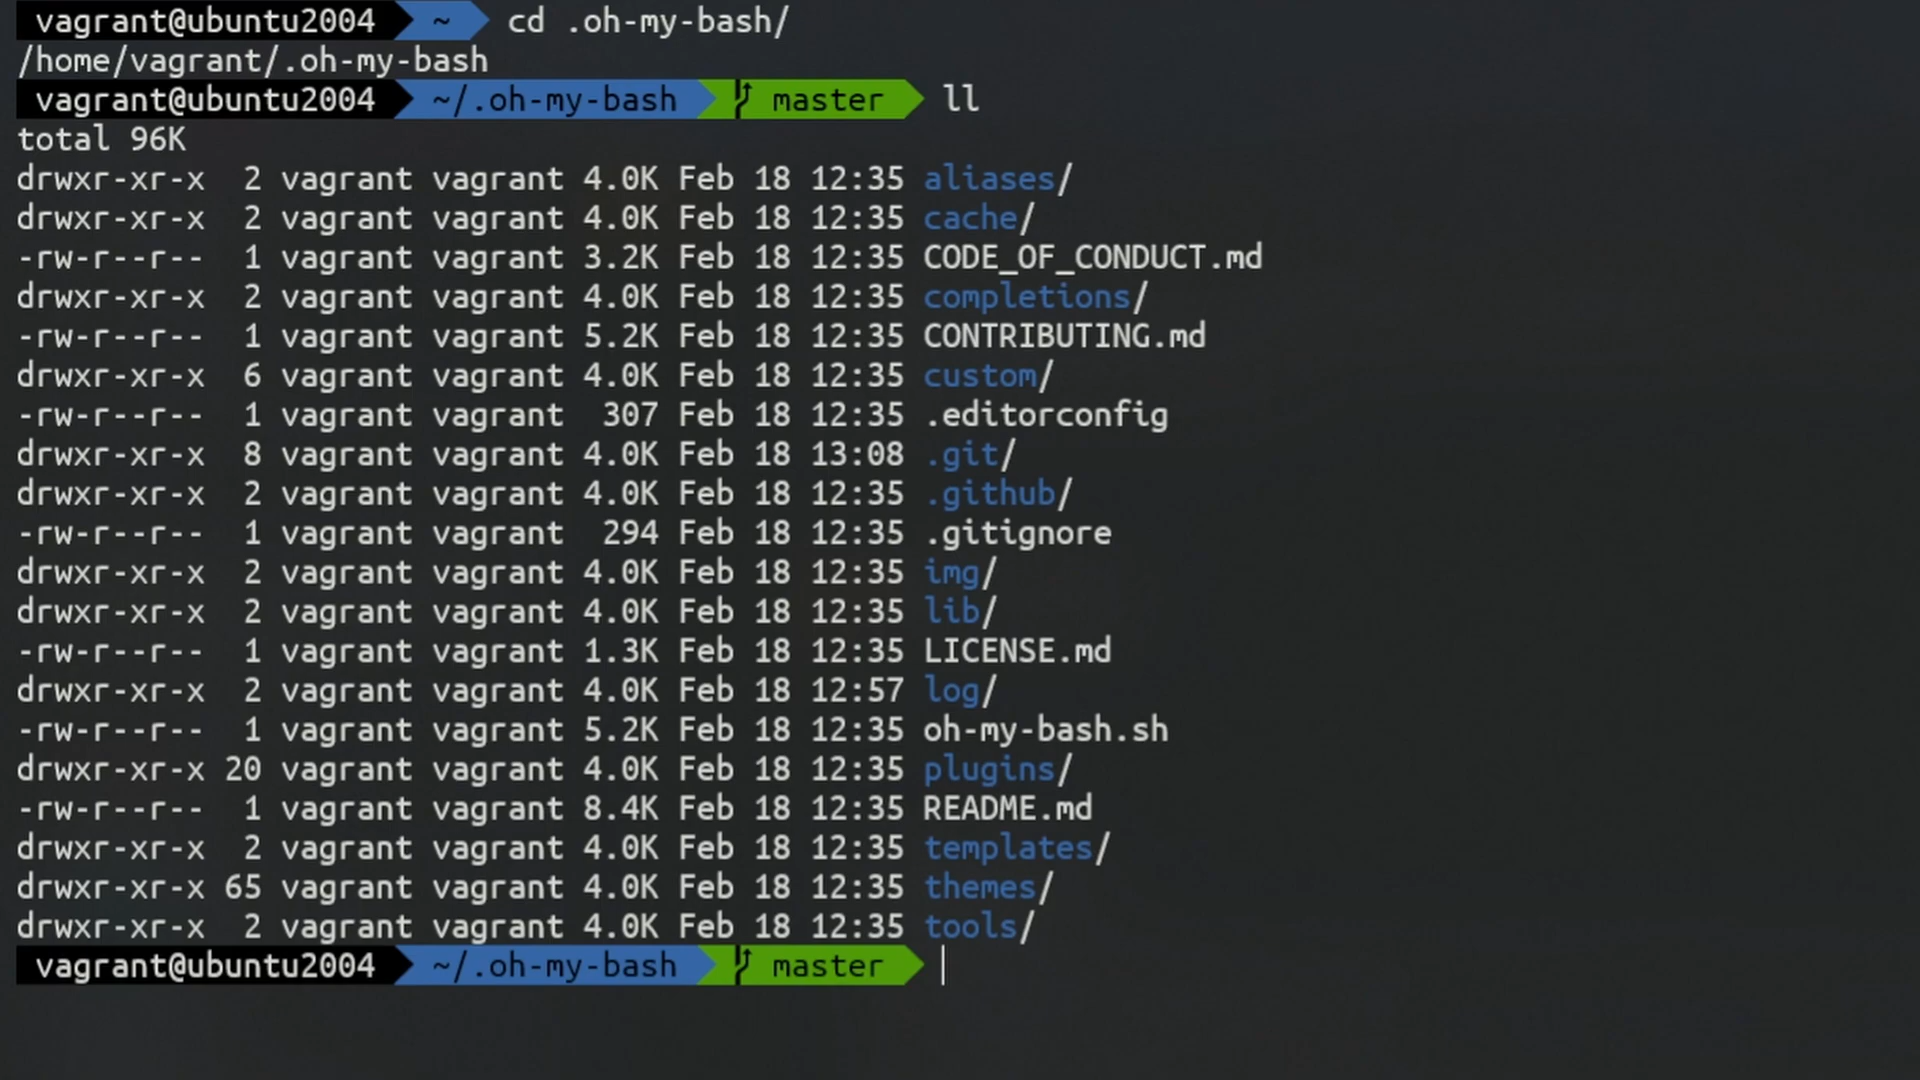 vagrant@ubuntu2004 ~ cd .oh-my-bash/
/home/vagrant/.oh-my-bash
vagrant@ubuntu2004 ~/.oh-my-bash master ll
total 96K
drwxr-xr-x  2 vagrant vagrant 4.0K Feb 18 12:35 aliases/
drwxr-xr-x  2 vagrant vagrant 4.0K Feb 18 12:35 cache/
-rw-r--r--  1 vagrant vagrant 3.2K Feb 18 12:35 CODE_OF_CONDUCT.md
drwxr-xr-x  2 vagrant vagrant 4.0K Feb 18 12:35 completions/
-rw-r--r--  1 vagrant vagrant 5.2K Feb 18 12:35 CONTRIBUTING.md
drwxr-xr-x  6 vagrant vagrant 4.0K Feb 18 12:35 custom/
-rw-r--r--  1 vagrant vagrant  307 Feb 18 12:35 .editorconfig
drwxr-xr-x  8 vagrant vagrant 4.0K Feb 18 13:08 .git/
drwxr-xr-x  2 vagrant vagrant 4.0K Feb 18 12:35 .github/
-rw-r--r--  1 vagrant vagrant  294 Feb 18 12:35 .gitignore
drwxr-xr-x  2 vagrant vagrant 4.0K Feb 18 12:35 img/
drwxr-xr-x  2 vagrant vagrant 4.0K Feb 18 12:35 lib/
-rw-r--r--  1 vagrant vagrant 1.3K Feb 18 12:35 LICENSE.md
drwxr-xr-x  2 vagrant vagrant 4.0K Feb 18 12:57 log/
-rw-r--r--  1 vagrant vagrant 5.2K Feb 18 12:35 oh-my-bash.sh
drwxr-xr-x 20 vagrant vagrant 4.0K Feb 18 12:35 plugins/
-rw-r--r--  1 vagrant vagrant 8.4K Feb 18 12:35 README.md
drwxr-xr-x  2 vagrant vagrant 4.0K Feb 18 12:35 templates/
drwxr-xr-x 65 vagrant vagrant 4.0K Feb 18 12:35 themes/
drwxr-xr-x  2 vagrant vagrant 4.0K Feb 18 12:35 tools/
vagrant@ubuntu2004 ~/.oh-my-bash master